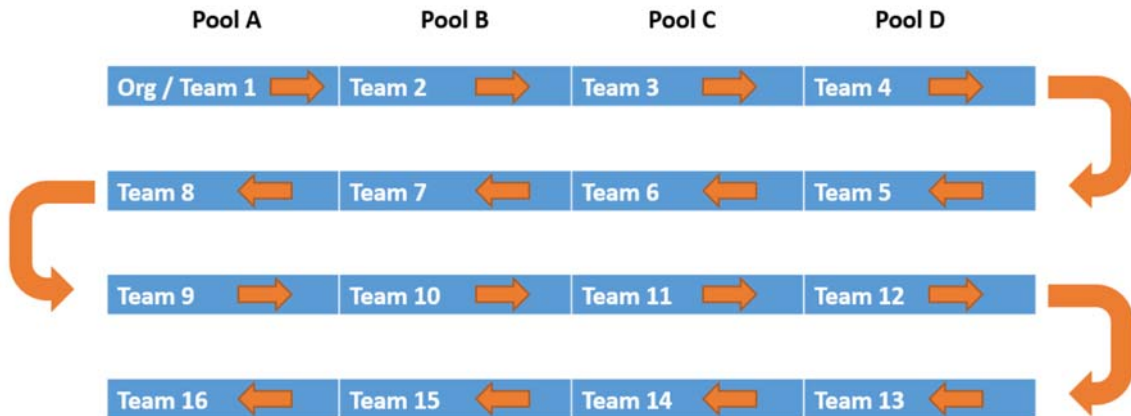 Pool A Pool B Pool C Pool D
Org / Team 1 Team 2 Team 3 Team 4
Team 8 Team 7 Team 6 Team 5
Team 9 Team 10 Team 11 Team 12
Team 16 Team 15 Team 14 Team 13